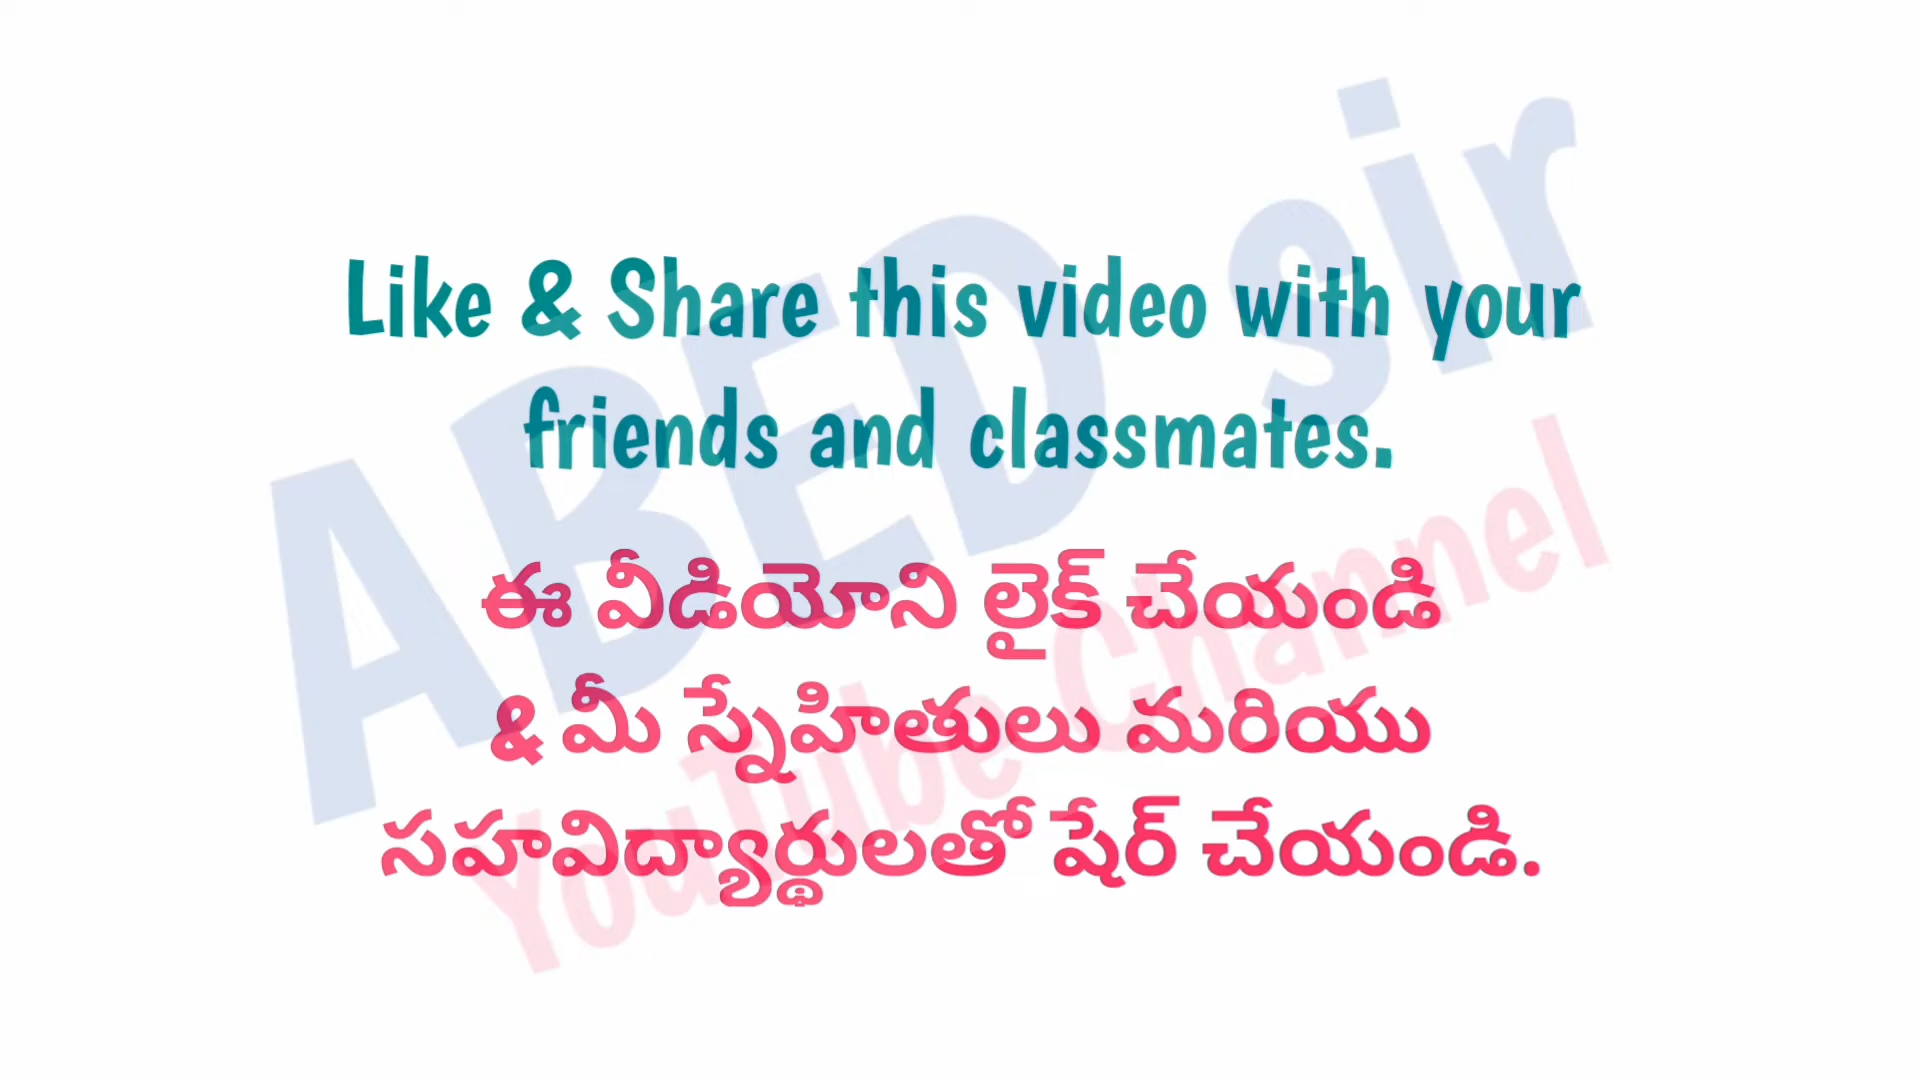 Like & Share this video with your
friends and classmates.
ఈ వీడియోని లైక్ చేయండి
& మీ స్నేహితులు మరియు
సహవిద్యార్థులతో షేర్ చేయండి.
ABED sir
YouTube Channel